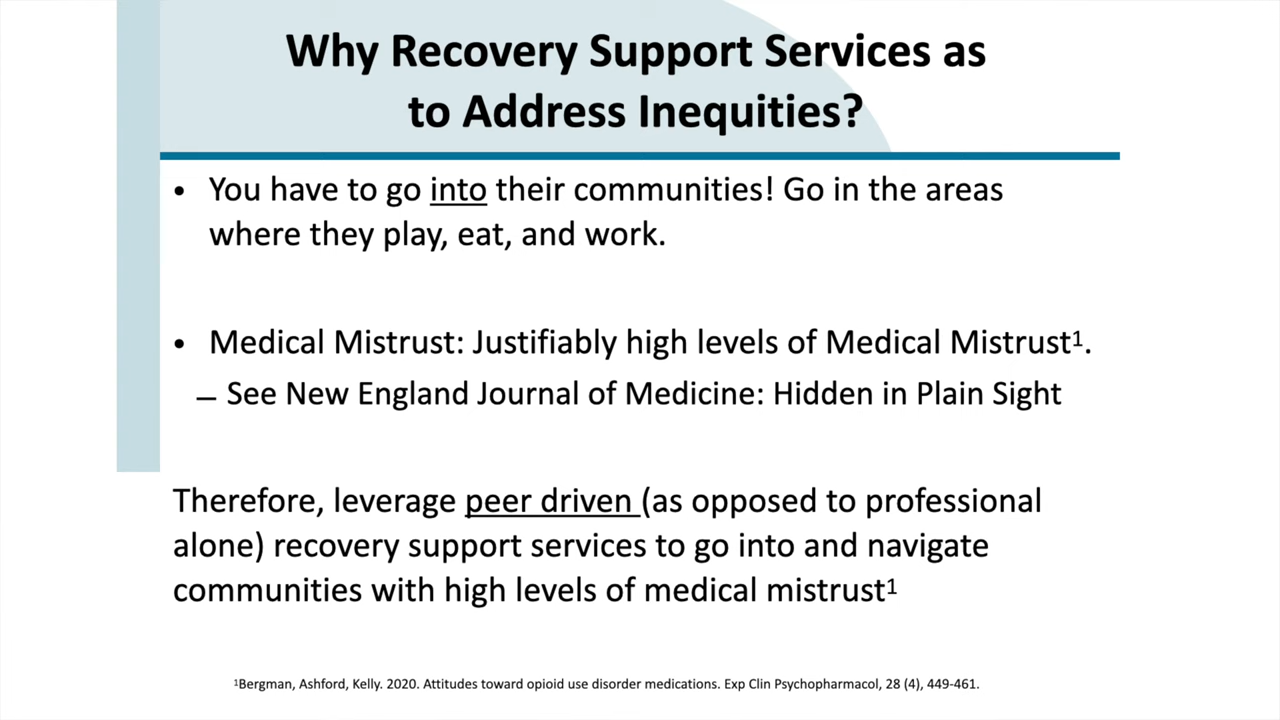 Why Recovery Support Services as
to Address Inequities?
• You have to go into their communities! Go in the areas
where they play, eat, and work.
• Medical Mistrust: Justifiably high levels of Medical Mistrust¹.
– See New England Journal of Medicine: Hidden in Plain Sight
Therefore, leverage peer driven (as opposed to professional
alone) recovery support services to go into and navigate
communities with high levels of medical mistrust¹
¹Bergman, Ashford, Kelly. 2020. Attitudes toward opioid use disorder medications. Exp Clin Psychopharmacol, 28 (4), 449-461.